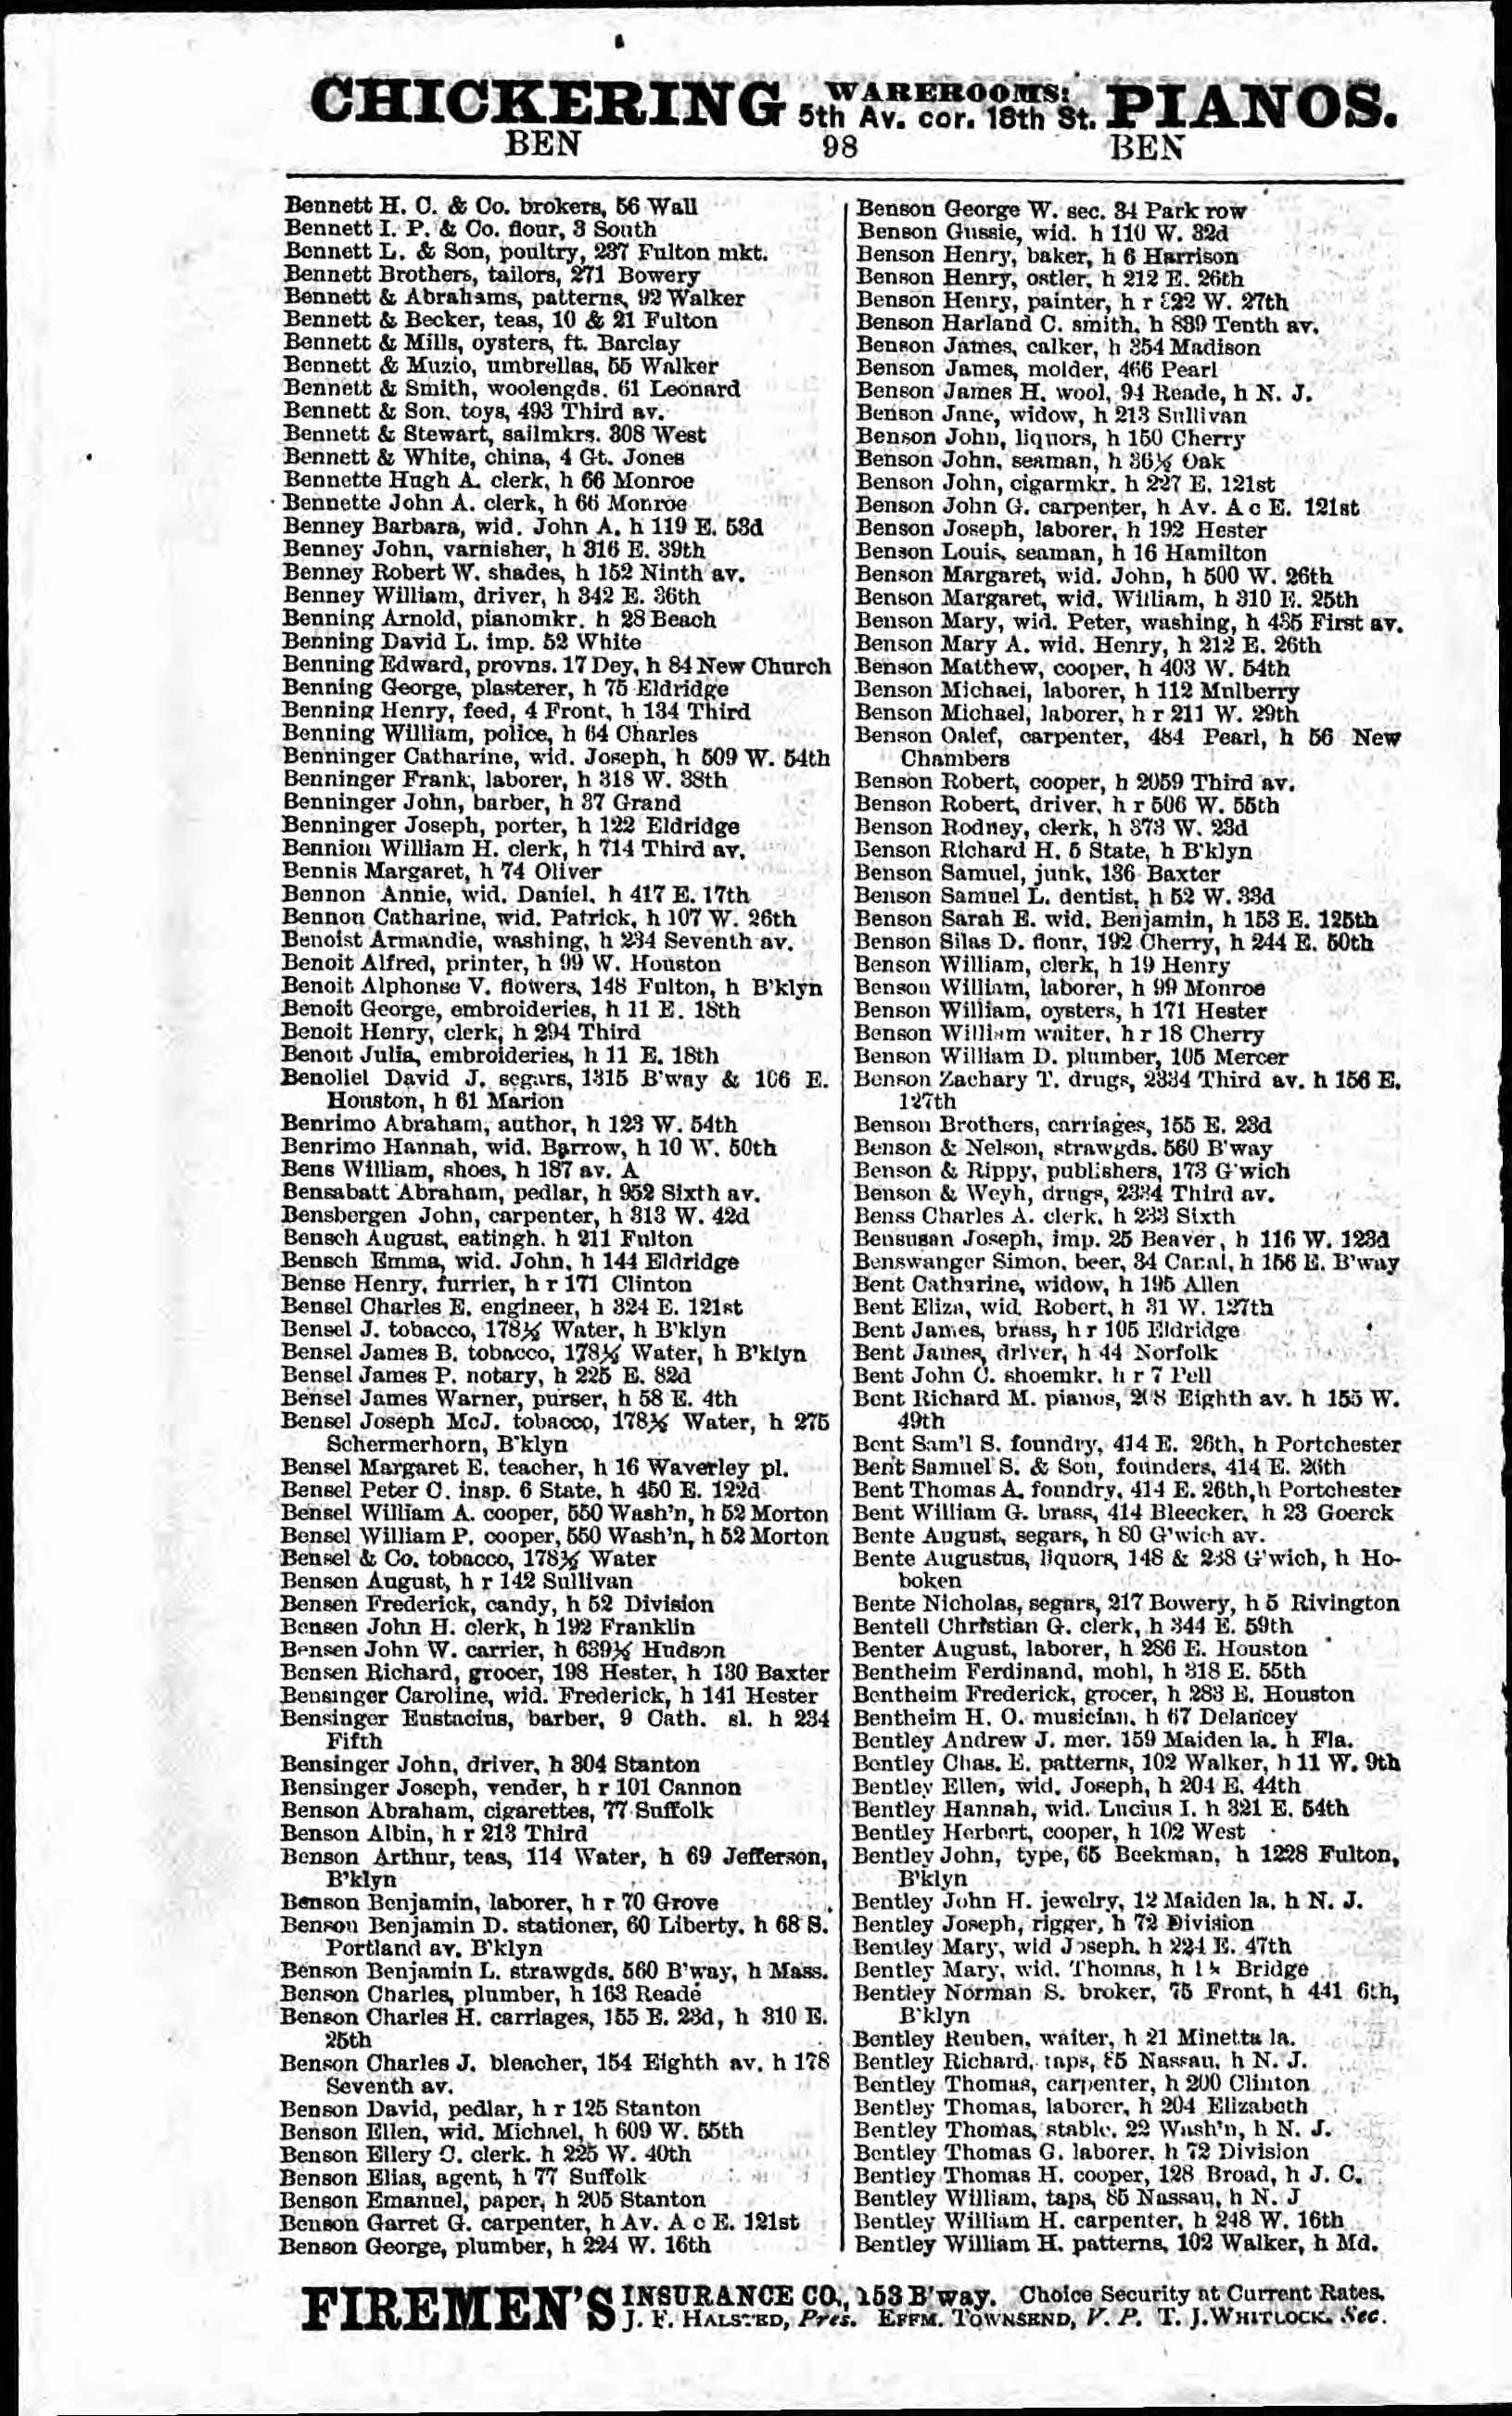 CHICKERING WAREROOMS: 5th Av. cor. 18th St. PIANOS.
BEN 98 BEN
Bennett H. C. & Co. brokers, 56 Wall
Bennett I. P. & Co. flour, 3 South
Bennett L. & Son, poultry, 237 Fulton mkt.
Bennett Brothers, tailors, 271 Bowery
Bennett & Abrahams, patterns, 92 Walker
Bennett & Becker, teas, 10 & 21 Fulton
Bennett & Mills, oysters, ft. Barclay
Bennett & Muzio, umbrellas, 55 Walker
Bennett & Smith, woolengds. 61 Leonard
Bennett & Son, toys, 493 Third av.
Bennett & Stewart, sailmkrs. 308 West
Bennett & White, china, 4 Gt. Jones
Bennette Hugh A. clerk, h 66 Monroe
Bennette John A. clerk, h 66 Monroe
Benney Barbara, wid. John A. h 119 E. 53d
Benney John, varnisher, h 316 E. 39th
Benney Robert W. shades, h 152 Ninth av.
Benney William, driver, h 342 E. 36th
Benning Arnold, pianomkr. h 28 Beach
Benning David L. imp. 52 White
Benning Edward, provns. 17 Dey, h 84 New Church
Benning George, plasterer, h 75 Eldridge
Benning Henry, feed, 4 Front, h 134 Third
Benning William, police, h 64 Charles
Benninger Catharine, wid. Joseph, h 509 W. 54th
Benninger Frank, laborer, h 318 W. 38th
Benninger John, barber, h 37 Grand
Benninger Joseph, porter, h 122 Eldridge
Bennion William H. clerk, h 714 Third av.
Bennis Margaret, h 74 Oliver
Bennon Annie, wid. Daniel, h 417 E. 17th
Bennon Catharine, wid. Patrick, h 107 W. 26th
Benoist Armandie, washing, h 234 Seventh av.
Benoit Alfred, printer, h 99 W. Houston
Benoit Alphonse V. flowers, 148 Fulton, h B'klyn
Benoit George, embroideries, h 11 E. 18th
Benoit Henry, clerk, h 294 Third
Benoit Julia, embroideries, h 11 E. 18th
Benoliel David J. segars, 1315 B'way & 106 E.
Houston, h 61 Marion
Benrimo Abraham, author, h 123 W. 54th
Benrimo Hannah, wid. Barrow, h 10 W. 50th
Bens William, shoes, h 187 av. A
Bensabatt Abraham, pedlar, h 952 Sixth av.
Bensbergen John, carpenter, h 313 W. 42d
Bensch August, eatingh. h 211 Fulton
Bensch Emma, wid. John, h 144 Eldridge
Bense Henry, furrier, h r 171 Clinton
Bensel Charles E. engineer, h 324 E. 121st
Bensel J. tobacco, 178½ Water, h B'klyn
Bensel James B. tobacco, 178½ Water, h B'klyn
Bensel James P. notary, h 225 E. 82d
Bensel James Warner, purser, h 58 E. 4th
Bensel Joseph McJ. tobacco, 178½ Water, h 275
Schermerhorn, B'klyn
Bensel Margaret E. teacher, h 16 Waverley pl.
Bensel Peter C. insp. 6 State, h 450 E. 122d
Bensel William A. cooper, 550 Wash'n, h 52 Morton
Bensel William P. cooper, 550 Wash'n, h 52 Morton
Bensel & Co. tobacco, 178½ Water
Bensen August, h r 142 Sullivan
Bensen Frederick, candy, h 52 Division
Bensen John H. clerk, h 192 Franklin
Bensen John W. carrier, h 639½ Hudson
Bensen Richard, grocer, 198 Hester, h 130 Baxter
Bensinger Caroline, wid. Frederick, h 141 Hester
Bensinger Eustacius, barber, 9 Cath. sl. h 234
Fifth
Bensinger John, driver, h 304 Stanton
Bensinger Joseph, vender, h r 101 Cannon
Benson Abraham, cigarettes, 77 Suffolk
Benson Albin, h r 213 Third
Benson Arthur, teas, 114 Water, h 69 Jefferson,
B'klyn
Benson Benjamin, laborer, h r 70 Grove
Benson Benjamin D. stationer, 60 Liberty, h 68 S.
Portland av. B'klyn
Benson Benjamin L. strawgds. 560 B'way, h Mass.
Benson Charles, plumber, h 163 Reade
Benson Charles H. carriages, 155 E. 23d, h 310 E.
25th
Benson Charles J. bleacher, 154 Eighth av. h 178
Seventh av.
Benson David, pedlar, h r 125 Stanton
Benson Ellen, wid. Michael, h 609 W. 55th
Benson Ellery C. clerk. h 225 W. 40th
Benson Elias, agent, h 77 Suffolk
Benson Emanuel, paper, h 205 Stanton
Benson Garret G. carpenter, h Av. A c E. 121st
Benson George, plumber, h 224 W. 16th
Benson George W. sec. 34 Park row
Benson Gussie, wid. h 110 W. 32d
Benson Henry, baker, h 6 Harrison
Benson Henry, ostler, h 212 E. 26th
Benson Henry, painter, h r 522 W. 27th
Benson Harland C. smith, h 839 Tenth av.
Benson James, calker, h 354 Madison
Benson James, molder, 466 Pearl
Benson James H. wool, 94 Reade, h N. J.
Benson Jane, widow, h 213 Sullivan
Benson John, liquors, h 150 Cherry
Benson John, seaman, h 36½ Oak
Benson John, cigarmkr. h 227 E. 121st
Benson John G. carpenter, h Av. A c E. 121st
Benson Joseph, laborer, h 192 Hester
Benson Louis, seaman, h 16 Hamilton
Benson Margaret, wid. John, h 500 W. 26th
Benson Margaret, wid. William, h 310 E. 25th
Benson Mary, wid. Peter, washing, h 435 First av.
Benson Mary A. wid. Henry, h 212 E. 26th
Benson Matthew, cooper, h 403 W. 54th
Benson Michael, laborer, h 112 Mulberry
Benson Michael, laborer, h r 211 W. 29th
Benson Oalef, carpenter, 484 Pearl, h 56 New
Chambers
Benson Robert, cooper, h 2059 Third av.
Benson Robert, driver, h r 506 W. 55th
Benson Rodney, clerk, h 373 W. 23d
Benson Richard H. 5 State, h B'klyn
Benson Samuel, junk, 136 Baxter
Benson Samuel L. dentist, h 52 W. 33d
Benson Sarah E. wid. Benjamin, h 153 E. 125th
Benson Silas D. flour, 192 Cherry, h 244 E. 50th
Benson William, clerk, h 19 Henry
Benson William, laborer, h 99 Monroe
Benson William, oysters, h 171 Hester
Benson William waiter, h r 18 Cherry
Benson William D. plumber, 105 Mercer
Benson Zachary T. drugs, 2334 Third av. h 156 E.
127th
Benson Brothers, carriages, 155 E. 23d
Benson & Nelson, strawgds. 560 B'way
Benson & Rippy, publishers, 173 G'wich
Benson & Weyh, drugs, 2334 Third av.
Benss Charles A. clerk, h 233 Sixth
Bensusan Joseph, imp. 25 Beaver, h 116 W. 123d
Benswanger Simon, beer, 34 Canal, h 156 E. B'way
Bent Catharine, widow, h 195 Allen
Bent Eliza, wid. Robert, h 31 W. 127th
Bent James, brass, h r 105 Eldridge
Bent James, driver, h 44 Norfolk
Bent John C. shoemkr. h r 7 Pell
Bent Richard M. pianos, 208 Eighth av. h 155 W.
49th
Bent Sam'l S. foundry, 414 E. 26th, h Portchester
Bent Samuel S. & Son, founders, 414 E. 26th
Bent Thomas A. foundry, 414 E. 26th, h Portchester
Bent William G. brass, 414 Bleecker, h 23 Goerck
Bente August, segars, h 80 G'wich av.
Bente Augustus, liquors, 148 & 238 G'wich, h Ho-
boken
Bente Nicholas, segars, 217 Bowery, h 5 Rivington
Bentell Christian G. clerk, h 344 E. 59th
Benter August, laborer, h 286 E. Houston
Bentheim Ferdinand, mohl, h 318 E. 55th
Bentheim Frederick, grocer, h 283 E. Houston
Bentheim H. O. musician, h 67 Delancey
Bentley Andrew J. mer. 159 Maiden la. h Fla.
Bentley Chas. E. patterns, 102 Walker, h 11 W. 9th
Bentley Ellen, wid. Joseph, h 204 E. 44th
Bentley Hannah, wid. Lucius I. h 321 E. 54th
Bentley Herbert, cooper, h 102 West
Bentley John, type, 65 Beekman, h 1228 Fulton,
B'klyn
Bentley John H. jewelry, 12 Maiden la. h N. J.
Bentley Joseph, rigger, h 72 Division
Bentley Mary, wid Joseph, h 224 E. 47th
Bentley Mary, wid. Thomas, h Bridge
Bentley Norman S. broker, 75 Front, h 441 6th,
B'klyn
Bentley Reuben, waiter, h 21 Minetta la.
Bentley Richard, taps, 85 Nassau, h N. J.
Bentley Thomas, carpenter, h 200 Clinton
Bentley Thomas, laborer, h 204 Elizabeth
Bentley Thomas, stable, 22 Wash'n, h N. J.
Bentley Thomas G. laborer, h 72 Division
Bentley Thomas H. cooper, 128 Broad, h J. C.
Bentley William, taps, 85 Nassau, h N. J
Bentley William H. carpenter, h 248 W. 16th
Bentley William H. patterns, 102 Walker, h Md.
FIREMEN'S INSURANCE CO., 153 B'way. Choice Security at Current Rates.
J. F. HALSTED, Pres. EFFM. TOWNSEND, V. P. T. J. WHITLOCK, Sec.